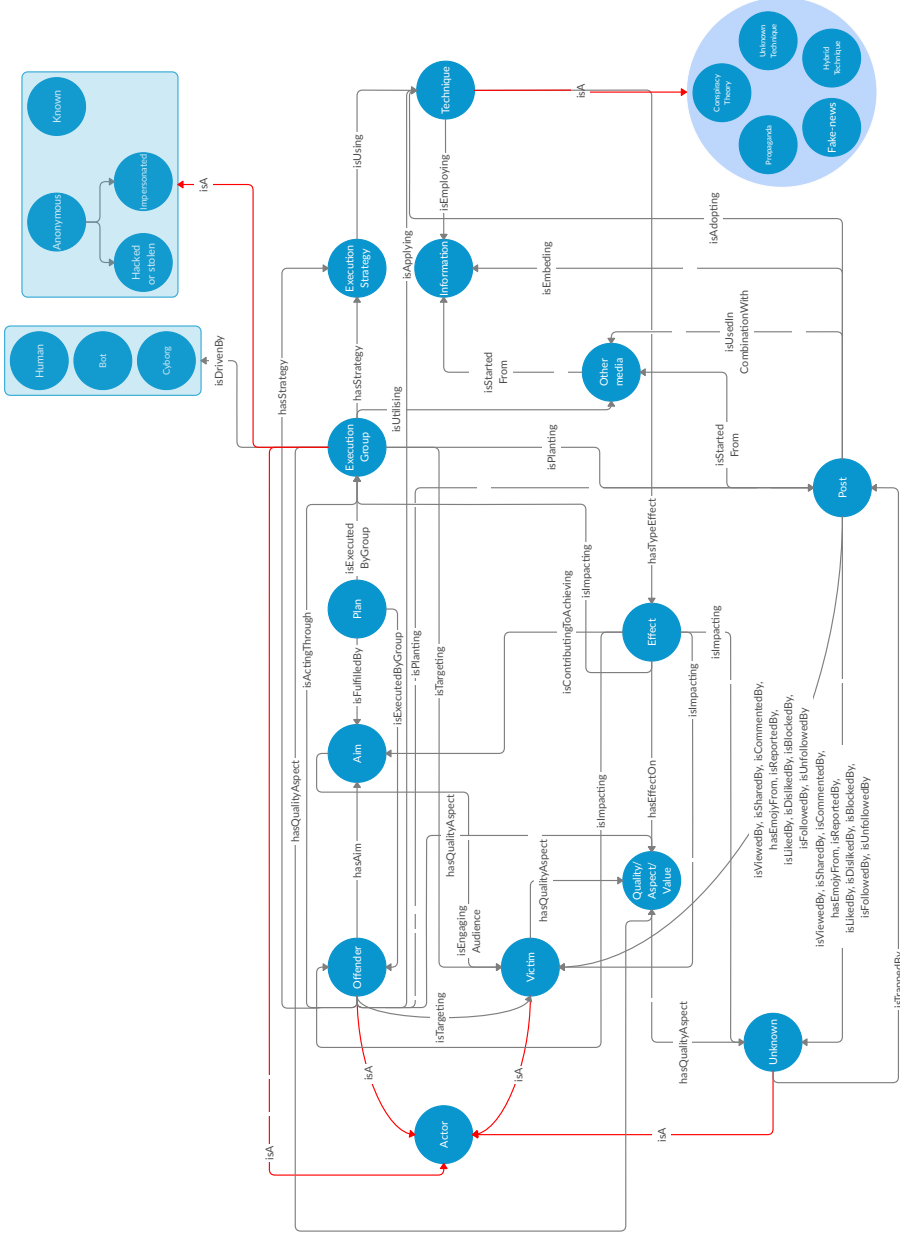 Human
Bot
Cyborg
isDrivenBy
Known
Anonymous
Impersonated
Hacked
or stolen
isA
Actor
isA
isA
isA
isA
Offender
hasAim
Aim
isFulfilledBy
Plan
isExecuted
ByGroup
isExecutedByGroup
Execution
Group
hasStrategy
hasStrategy
Execution
Strategy
isUsing
Technique
isA
Conspiracy
Theory
Unknown
Technique
Propaganda
Fake-news
Hybrid
Technique
isEmploying
Information
isApplying
isUtilising
isStarted
From
Other
media
isEmbeding
isAdopting
isUsedIn
CombinationWith
isStarted
From
isPlanting
isPlanting
Post
hasQualityAspect
isActingThrough
isTargeting
isTargeting
isEngaging
Audience
hasQualityAspect
Victim
hasQualityAspect
Quality/
Aspect/
Value
hasEffectOn
Effect
hasTypeEffect
isImpacting
isContributingToAchieving
isImpacting
isImpacting
isImpacting
hasQualityAspect
Unknown
isViewedBy, isSharedBy, isCommentedBy,
hasEmojyFrom, isReportedBy,
isLikedBy, isDislikedBy, isBlockedBy,
isFollowedBy, isUnfollowedBy
isViewedBy, isSharedBy, isCommentedBy,
hasEmojyFrom, isReportedBy,
isLikedBy, isDislikedBy, isBlockedBy,
isFollowedBy, isUnfollowedBy
isTrappedBy